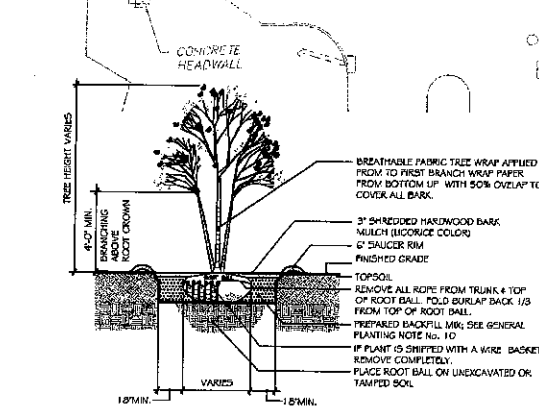 CONCRETE
HEADWALL
TREE HEIGHT VARIES
4'-0" MIN.
BRANCHING
ABOVE
ROOT CROWN
BREATHABLE FABRIC TREE WRAP APPLIED
FROM TO FIRST BRANCH WRAP PAPER
FROM BOTTOM UP WITH 50% OVELAP TO
COVER ALL BARK.
3" SHREDDED HARDWOOD BARK
MULCH (LICORICE COLOR)
6" SAUCER RIM
FINISHED GRADE
TOPSOIL
REMOVE ALL ROPE FROM TRUNK & TOP
OF ROOT BALL. FOLD BURLAP BACK 1/3
FROM TOP OF ROOT BALL.
PREPARED BACKFILL MIX; SEE GENERAL
PLANTING NOTE No. 10
IF PLANT IS SHIPPED WITH A WIRE BASKET
REMOVE COMPLETELY.
PLACE ROOT BALL ON UNEXCAVATED OR
TAMPED SOIL
ROOT BALL
VARIES
18"MIN.
18"MIN.